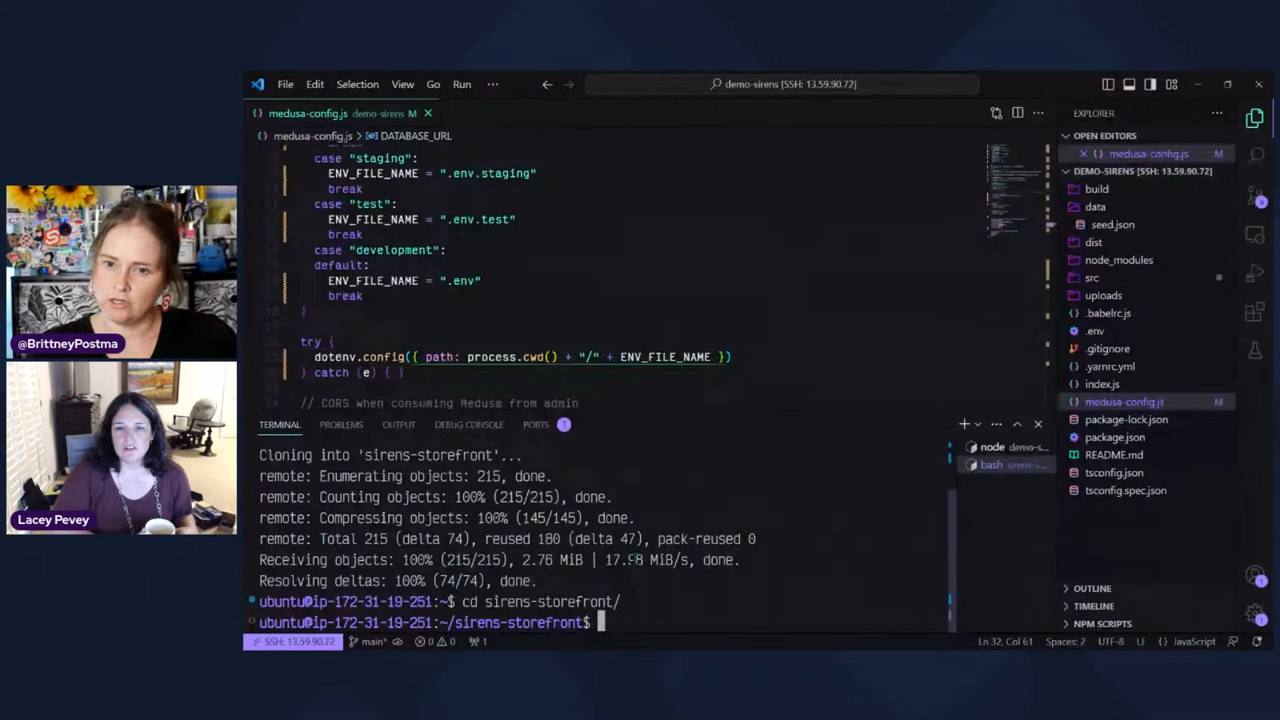 File Edit Selection View Go Run ...
demo-sirens [SSH: 13.59.90.72]
medusa-config.js demo-sirens M
medusa-config.js > DATABASE_URL
case "staging":
ENV_FILE_NAME = ".env.staging"
break
case "test":
ENV_FILE_NAME = ".env.test"
break
case "development":
default:
ENV_FILE_NAME = ".env"
break
}
try {
dotenv.config({ path: process.cwd() + "/" + ENV_FILE_NAME })
} catch (e) { }
// CORS when consuming Medusa from admin
TERMINAL PROBLEMS OUTPUT DEBUG CONSOLE PORTS 1
Cloning into 'sirens-storefront'...
remote: Enumerating objects: 215, done.
remote: Counting objects: 100% (215/215), done.
remote: Compressing objects: 100% (145/145), done.
remote: Total 215 (delta 74), reused 180 (delta 47), pack-reused 0
Receiving objects: 100% (215/215), 2.76 MiB | 17.98 MiB/s, done.
Resolving deltas: 100% (74/74), done.
ubuntu@ip-172-31-19-251:~$ cd sirens-storefront/
ubuntu@ip-172-31-19-251:~/sirens-storefront$
node demo-s...
bash sirens-...
EXPLORER
OPEN EDITORS
medusa-config.js M
DEMO-SIRENS [SSH: 13.59.90.72]
build
data
seed.json
dist
node_modules
src
uploads
.babelrc.js
.env
.gitignore
.yarnrc.yml
index.js
medusa-config.js M
package-lock.json
package.json
README.md
tsconfig.json
tsconfig.spec.json
OUTLINE
TIMELINE
NPM SCRIPTS
SSH: 13.59.90.72 main* 0 0 1 Ln 32, Col 61 Spaces: 2 UTF-8 LF {} JavaScript
@BrittneyPostma
Lacey Pevey